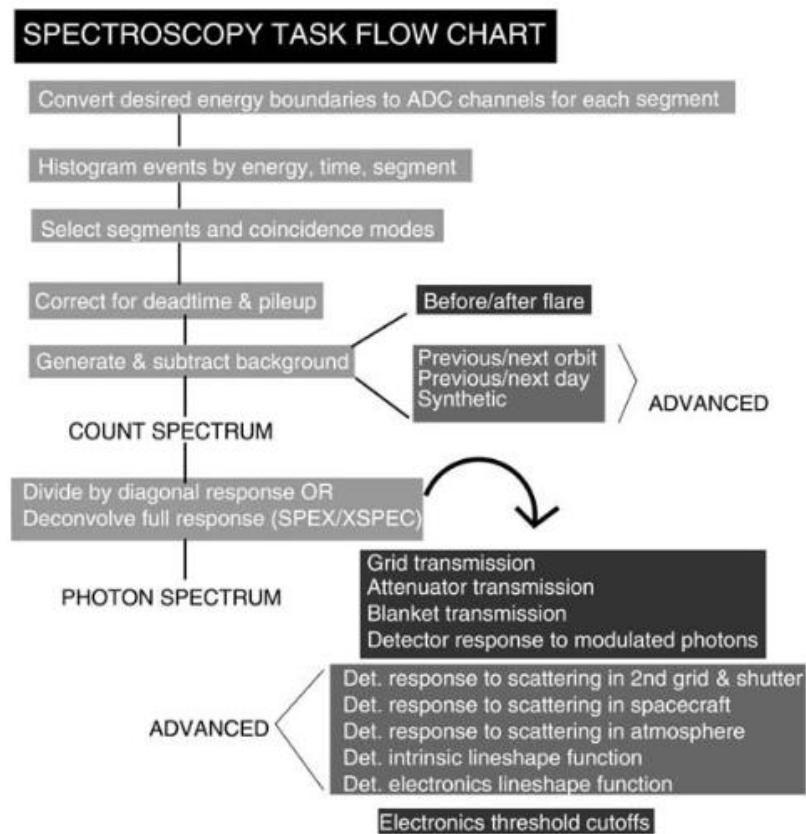 SPECTROSCOPY TASK FLOW CHART
Convert desired energy boundaries to ADC channels for each segment
Histogram events by energy, time, segment
Select segments and coincidence modes
Correct for deadtime & pileup
Before/after flare
Generate & subtract background
Previous/next orbit
Previous/next day
Synthetic
ADVANCED
COUNT SPECTRUM
Divide by diagonal response OR
Deconvolve full response (SPEX/XSPEC)
PHOTON SPECTRUM
Grid transmission
Attenuator transmission
Blanket transmission
Detector response to modulated photons
ADVANCED
Det. response to scattering in 2nd grid & shutter
Det. response to scattering in spacecraft
Det. response to scattering in atmosphere
Det. intrinsic lineshape function
Det. electronics lineshape function
Electronics threshold cutoffs